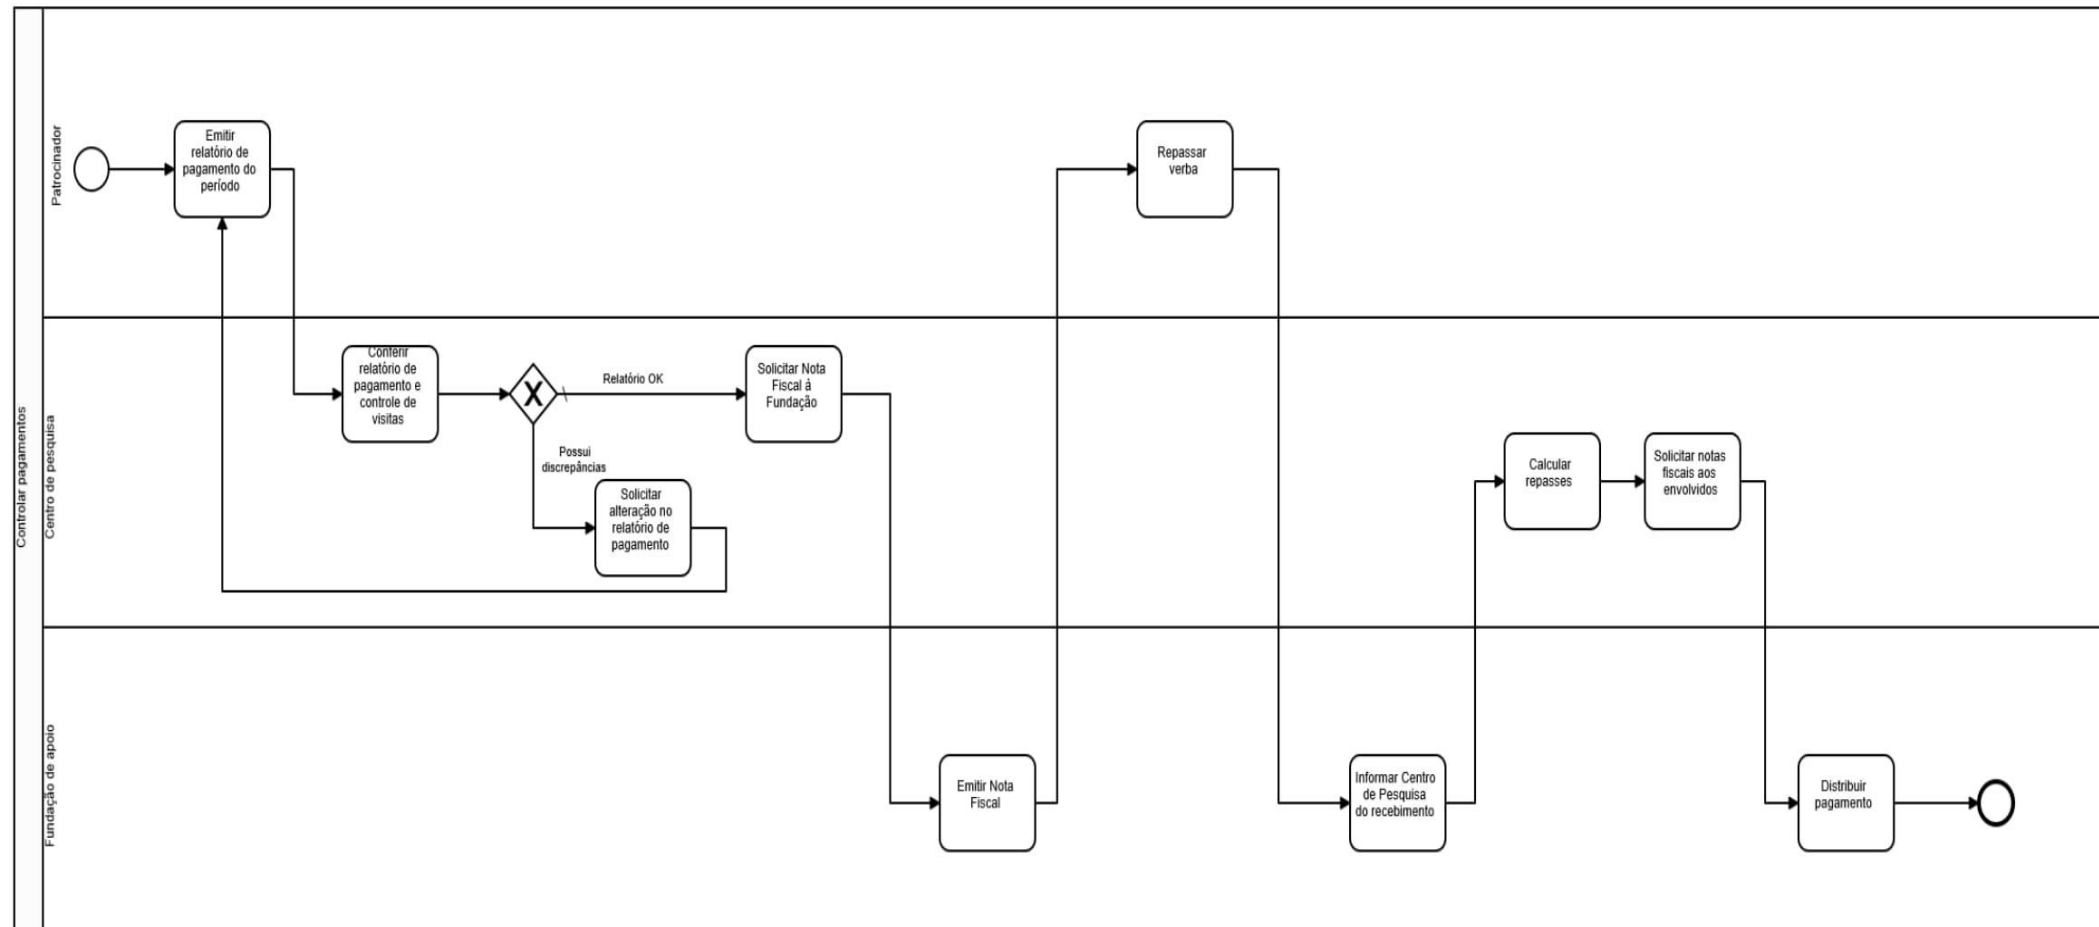 Controlar pagamentos
Patrocinador
Emitir
relatório de
pagamento do
período
Repassar
verba
Centro de pesquisa
Conferir
relatório de
pagamento e
controle de
visitas
Relatório OK
Possui
discrepâncias
Solicitar
alteração no
relatório de
pagamento
Solicitar Nota
Fiscal à
Fundação
Calcular
repasses
Solicitar notas
fiscais aos
envolvidos
Fundação de apoio
Emitir Nota
Fiscal
Informar Centro
de Pesquisa
do recebimento
Distribuir
pagamento